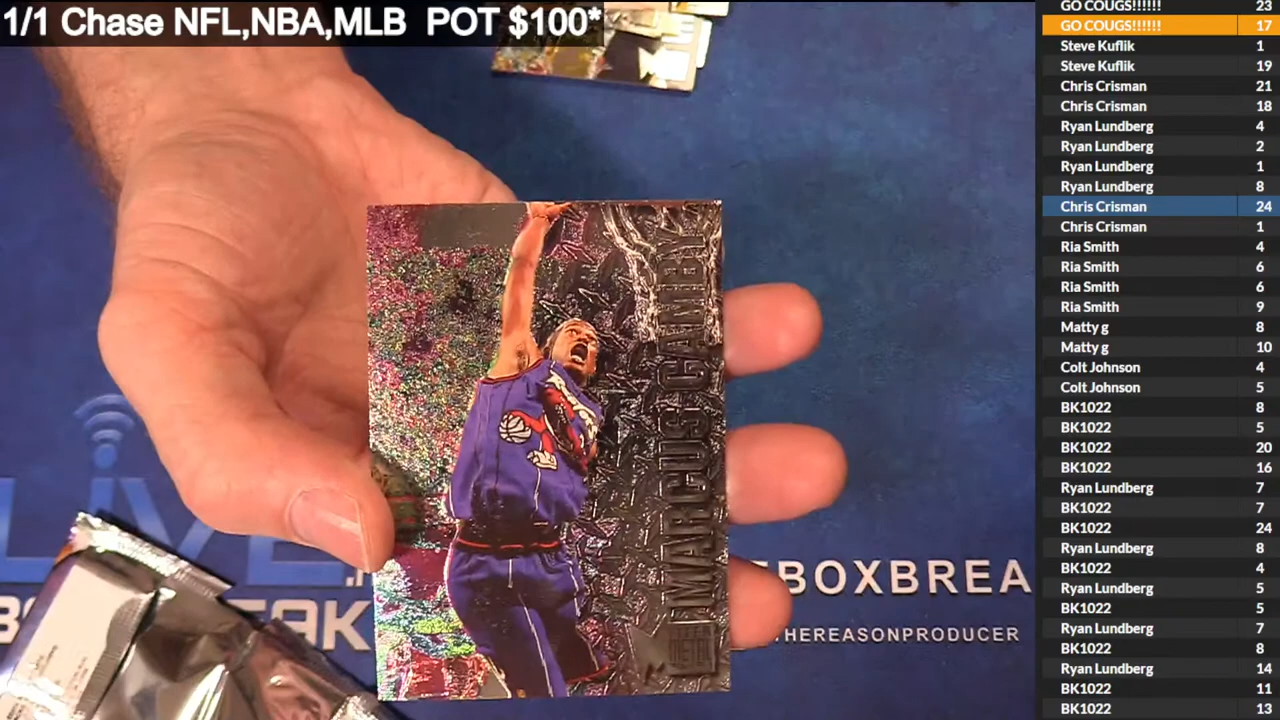 1/1 Chase NFL,NBA,MLB POT $100*
GO COUGS!!!!!! 23
GO COUGS!!!!!! 17
Steve Kuflik 1
Steve Kuflik 19
Chris Crisman 21
Chris Crisman 18
Ryan Lundberg 4
Ryan Lundberg 2
Ryan Lundberg 1
Ryan Lundberg 8
Chris Crisman 24
Chris Crisman 1
Ria Smith 4
Ria Smith 6
Ria Smith 6
Ria Smith 9
Matty g 8
Matty g 10
Colt Johnson 4
Colt Johnson 5
BK1022 8
BK1022 5
BK1022 20
BK1022 16
Ryan Lundberg 7
BK1022 7
BK1022 24
Ryan Lundberg 8
BK1022 4
Ryan Lundberg 5
BK1022 5
Ryan Lundberg 7
BK1022 8
Ryan Lundberg 14
BK1022 11
BK1022 13
MARCUS CAMBY
METAL
LIVE
EBOXBREA
THEREASONPRODUCER